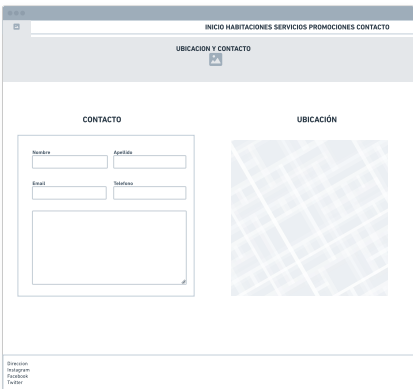 INICIO HABITACIONES SERVICIOS PROMOCIONES CONTACTO
UBICACION Y CONTACTO
CONTACTO
UBICACIÓN
Nombre
Apellido
Email
Telefono
Direccion
Instagram
Facebook
Twitter